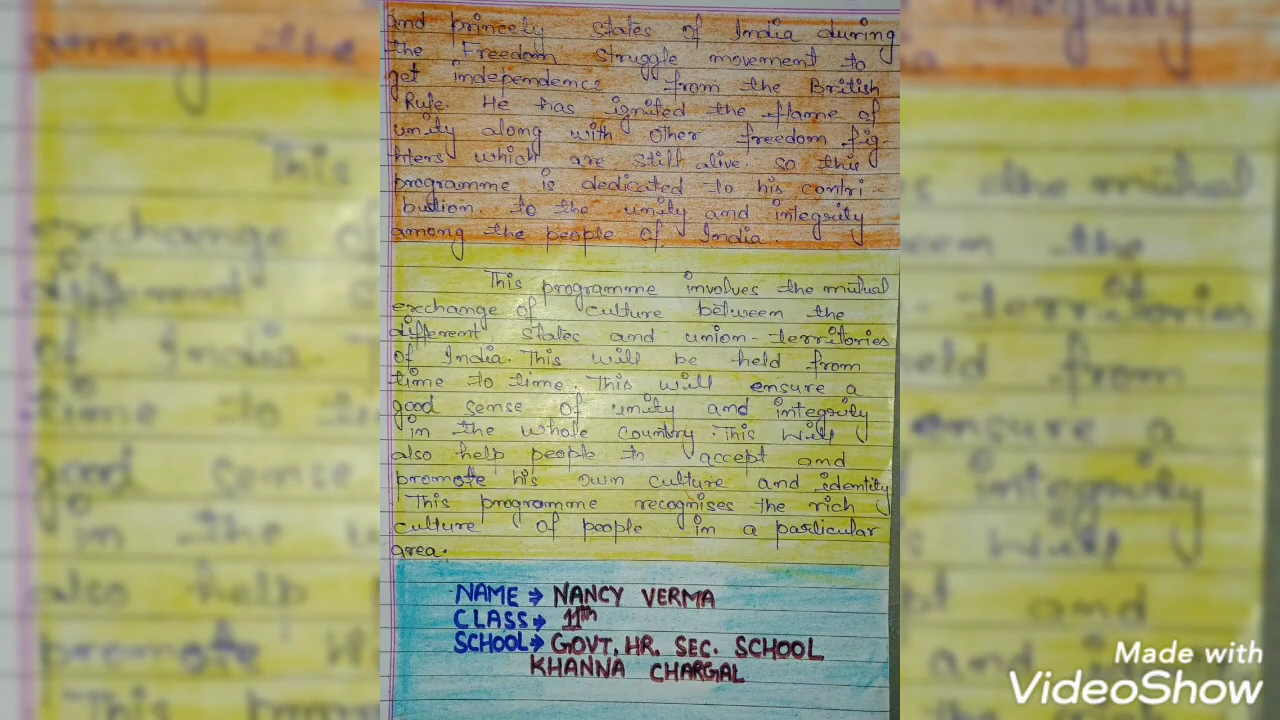 and princely states of India during
the Freedom Struggle movement to
get independence from the British
Rule. He has ignited the flame of
unity along with other freedom fig-
hters which are still alive. so this
programme is dedicated to his contri-
bution. to the unity and integrity
among the people of India.
This programme involves the mutual
exchange of culture between the
different states and union-territories
of India. This will be held from
time to time. This will ensure a
good sense of unity and integrity
in the whole country. This will
also help people to accept and
promote his own culture and identity
This programme recognises the rich
culture of people in a particular
area.
NAME → NANCY VERMA
CLASS → 11th
SCHOOL → GOVT. HR. SEC. SCHOOL
KHANNA CHARGAL
Made with
VideoShow